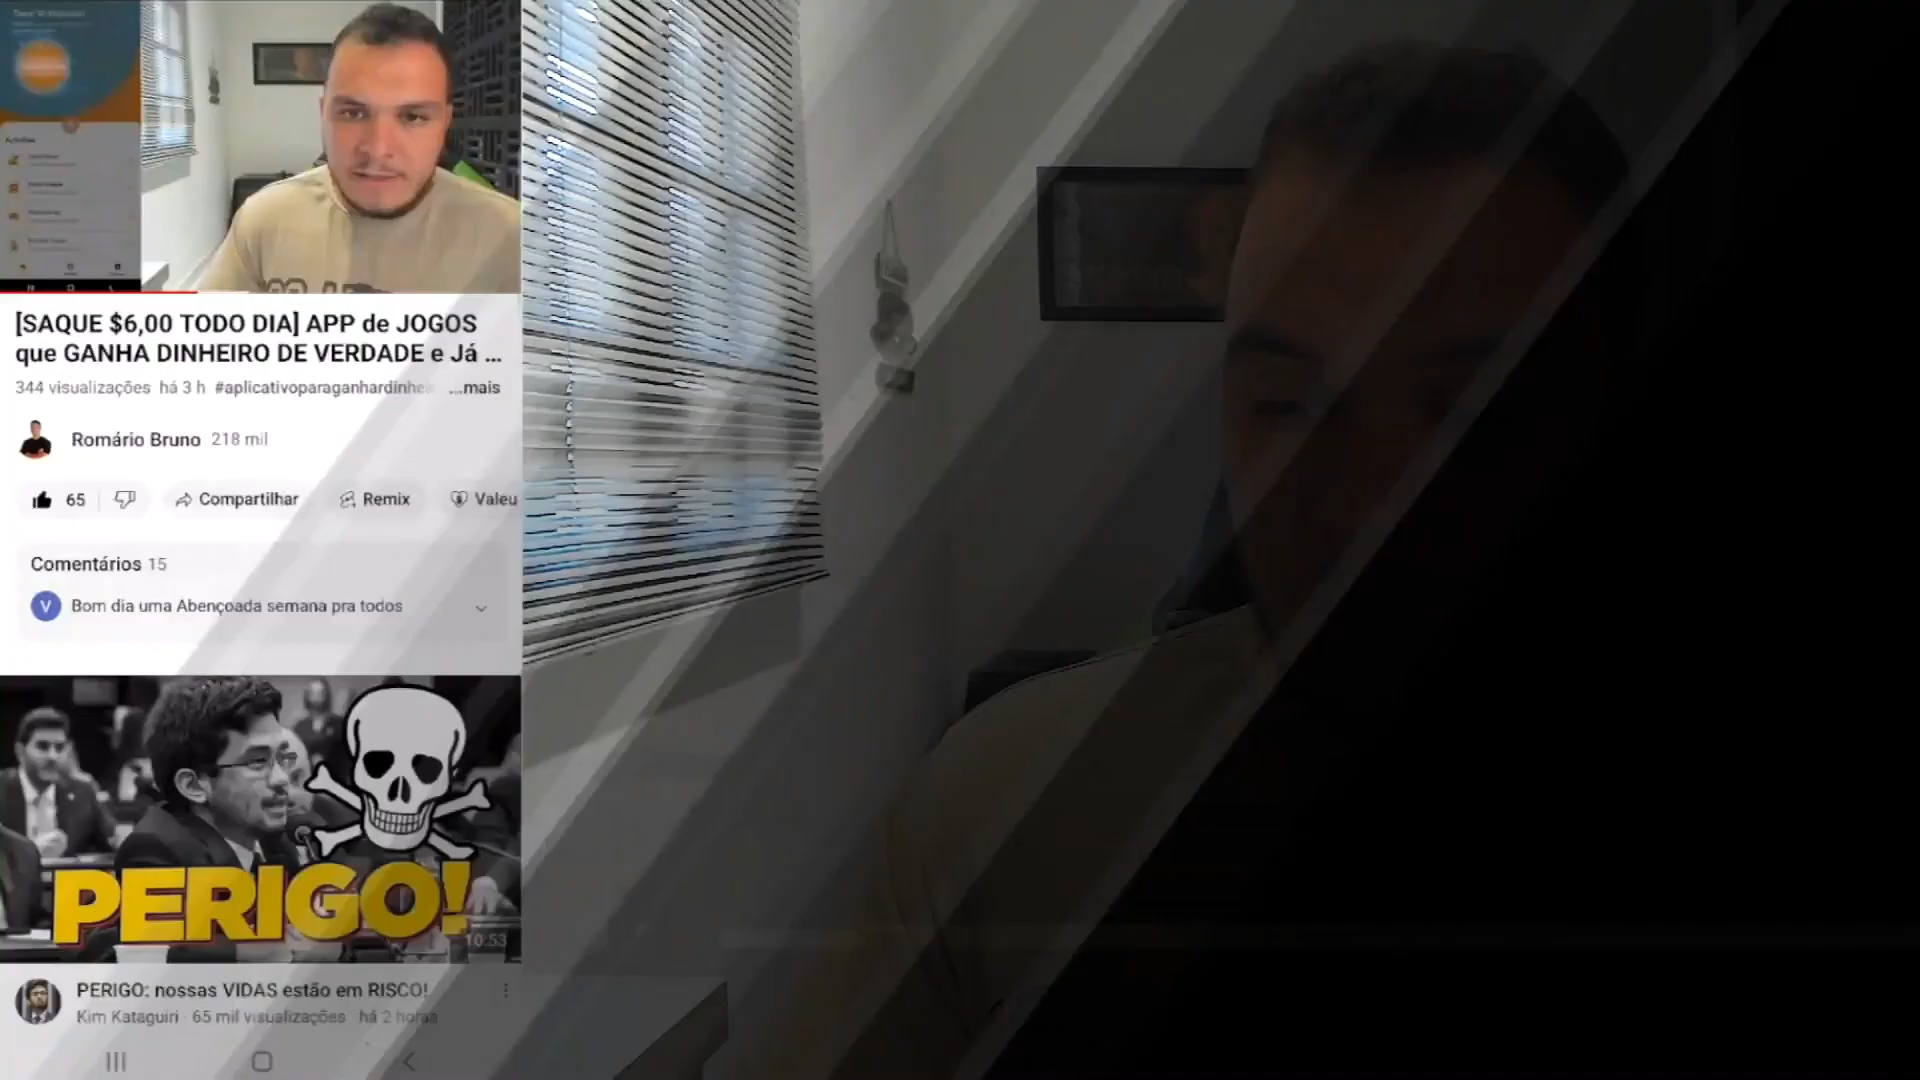 [SAQUE $6,00 TODO DIA] APP de JOGOS
que GANHA DINHEIRO DE VERDADE e Já ...
344 visualizações há 3 h #aplicativoparaganhardinhei ...mais
Romário Bruno 218 mil
65 Compartilhar Remix Valeu
Comentários 15
V Bom dia uma Abençoada semana pra todos
PERIGO!
10:53
PERIGO: nossas VIDAS estão em RISCO!
Kim Kataguiri · 65 mil visualizações · há 2 horas